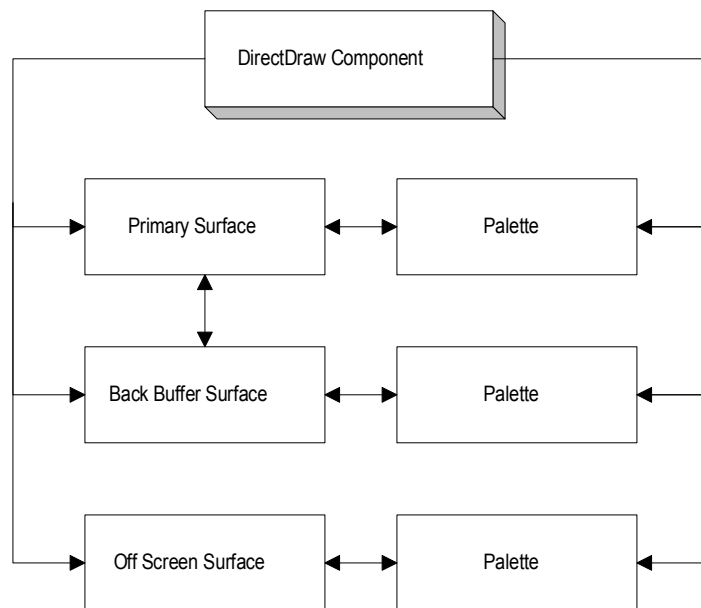 DirectDraw Component
Primary Surface
Palette
Back Buffer Surface
Palette
Off Screen Surface
Palette